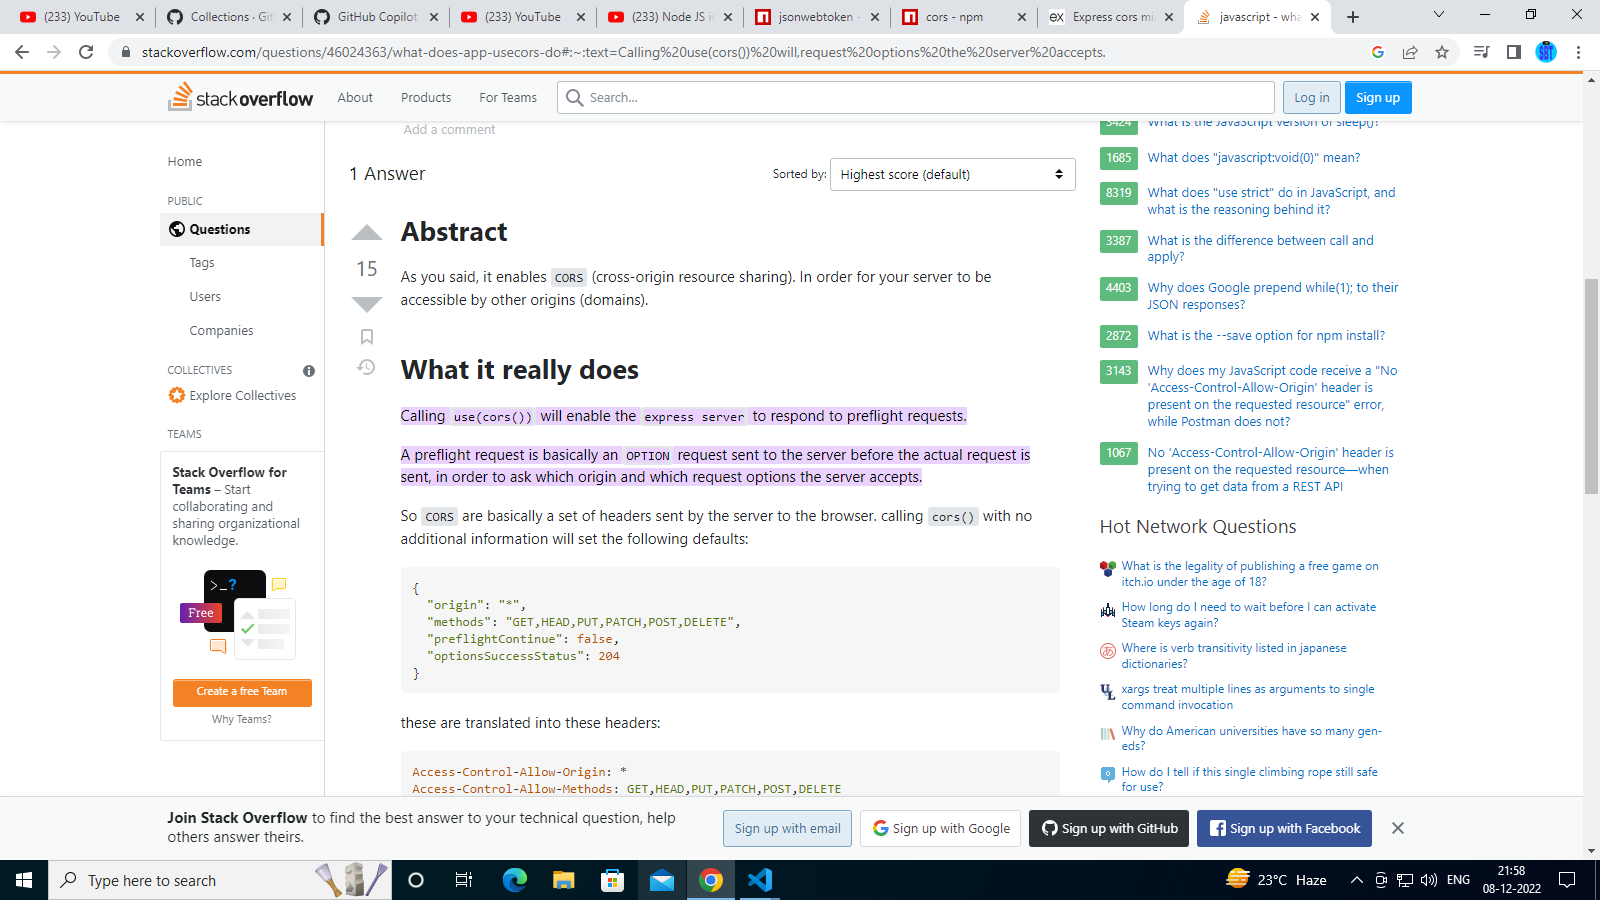 (233) YouTube
Collections · Git
GitHub Copilot
(233) YouTube
(233) Node JS in
jsonwebtoken -
cors - npm
Express cors mi
javascript - wha
stackoverflow.com/questions/46024363/what-does-app-usecors-do#:~:text=Calling%20use(cors())%20will,request%20options%20the%20server%20accepts.
stackoverflow
About
Products
For Teams
Search...
Log in
Sign up
Home
PUBLIC
Questions
Tags
Users
Companies
COLLECTIVES
Explore Collectives
TEAMS
Stack Overflow for
Teams – Start
collaborating and
sharing organizational
knowledge.
>_?
Free
Create a free Team
Why Teams?
Add a comment
1 Answer
Sorted by:
Highest score (default)
15
Abstract
As you said, it enables CORS (cross-origin resource sharing). In order for your server to be
accessible by other origins (domains).
What it really does
Calling use(cors()) will enable the express server to respond to preflight requests.
A preflight request is basically an OPTION request sent to the server before the actual request is
sent, in order to ask which origin and which request options the server accepts.
So CORS are basically a set of headers sent by the server to the browser. calling cors() with no
additional information will set the following defaults:
{
"origin": "*",
"methods": "GET,HEAD,PUT,PATCH,POST,DELETE",
"preflightContinue": false,
"optionsSuccessStatus": 204
}
these are translated into these headers:
Access-Control-Allow-Origin: *
Access-Control-Allow-Methods: GET,HEAD,PUT,PATCH,POST,DELETE
3424 What is the JavaScript version of sleep()?
1685 What does "javascript:void(0)" mean?
8319 What does "use strict" do in JavaScript, and
what is the reasoning behind it?
3387 What is the difference between call and
apply?
4403 Why does Google prepend while(1); to their
JSON responses?
2872 What is the --save option for npm install?
3143 Why does my JavaScript code receive a "No
'Access-Control-Allow-Origin' header is
present on the requested resource" error,
while Postman does not?
1067 No 'Access-Control-Allow-Origin' header is
present on the requested resource—when
trying to get data from a REST API
Hot Network Questions
What is the legality of publishing a free game on
itch.io under the age of 18?
How long do I need to wait before I can activate
Steam keys again?
Where is verb transitivity listed in japanese
dictionaries?
xargs treat multiple lines as arguments to single
command invocation
Why do American universities have so many gen-
eds?
How do I tell if this single climbing rope still safe
for use?
Join Stack Overflow to find the best answer to your technical question, help
others answer theirs.
Sign up with email
Sign up with Google
Sign up with GitHub
Sign up with Facebook
Type here to search
23°C Haze
ENG
21:58
08-12-2022